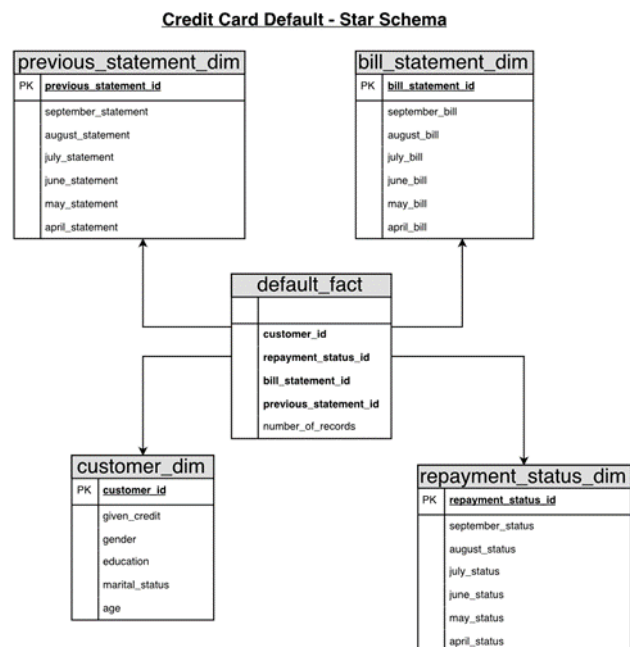 Credit Card Default - Star Schema
previous_statement_dim
PK previous_statement_id
september_statement
august_statement
july_statement
june_statement
may_statement
april_statement
bill_statement_dim
PK bill_statement_id
september_bill
august_bill
july_bill
june_bill
may_bill
april_bill
default_fact
customer_id
repayment_status_id
bill_statement_id
previous_statement_id
number_of_records
customer_dim
PK customer_id
given_credit
gender
education
marital_status
age
repayment_status_dim
PK repayment_status_id
september_status
august_status
july_status
june_status
may_status
april_status